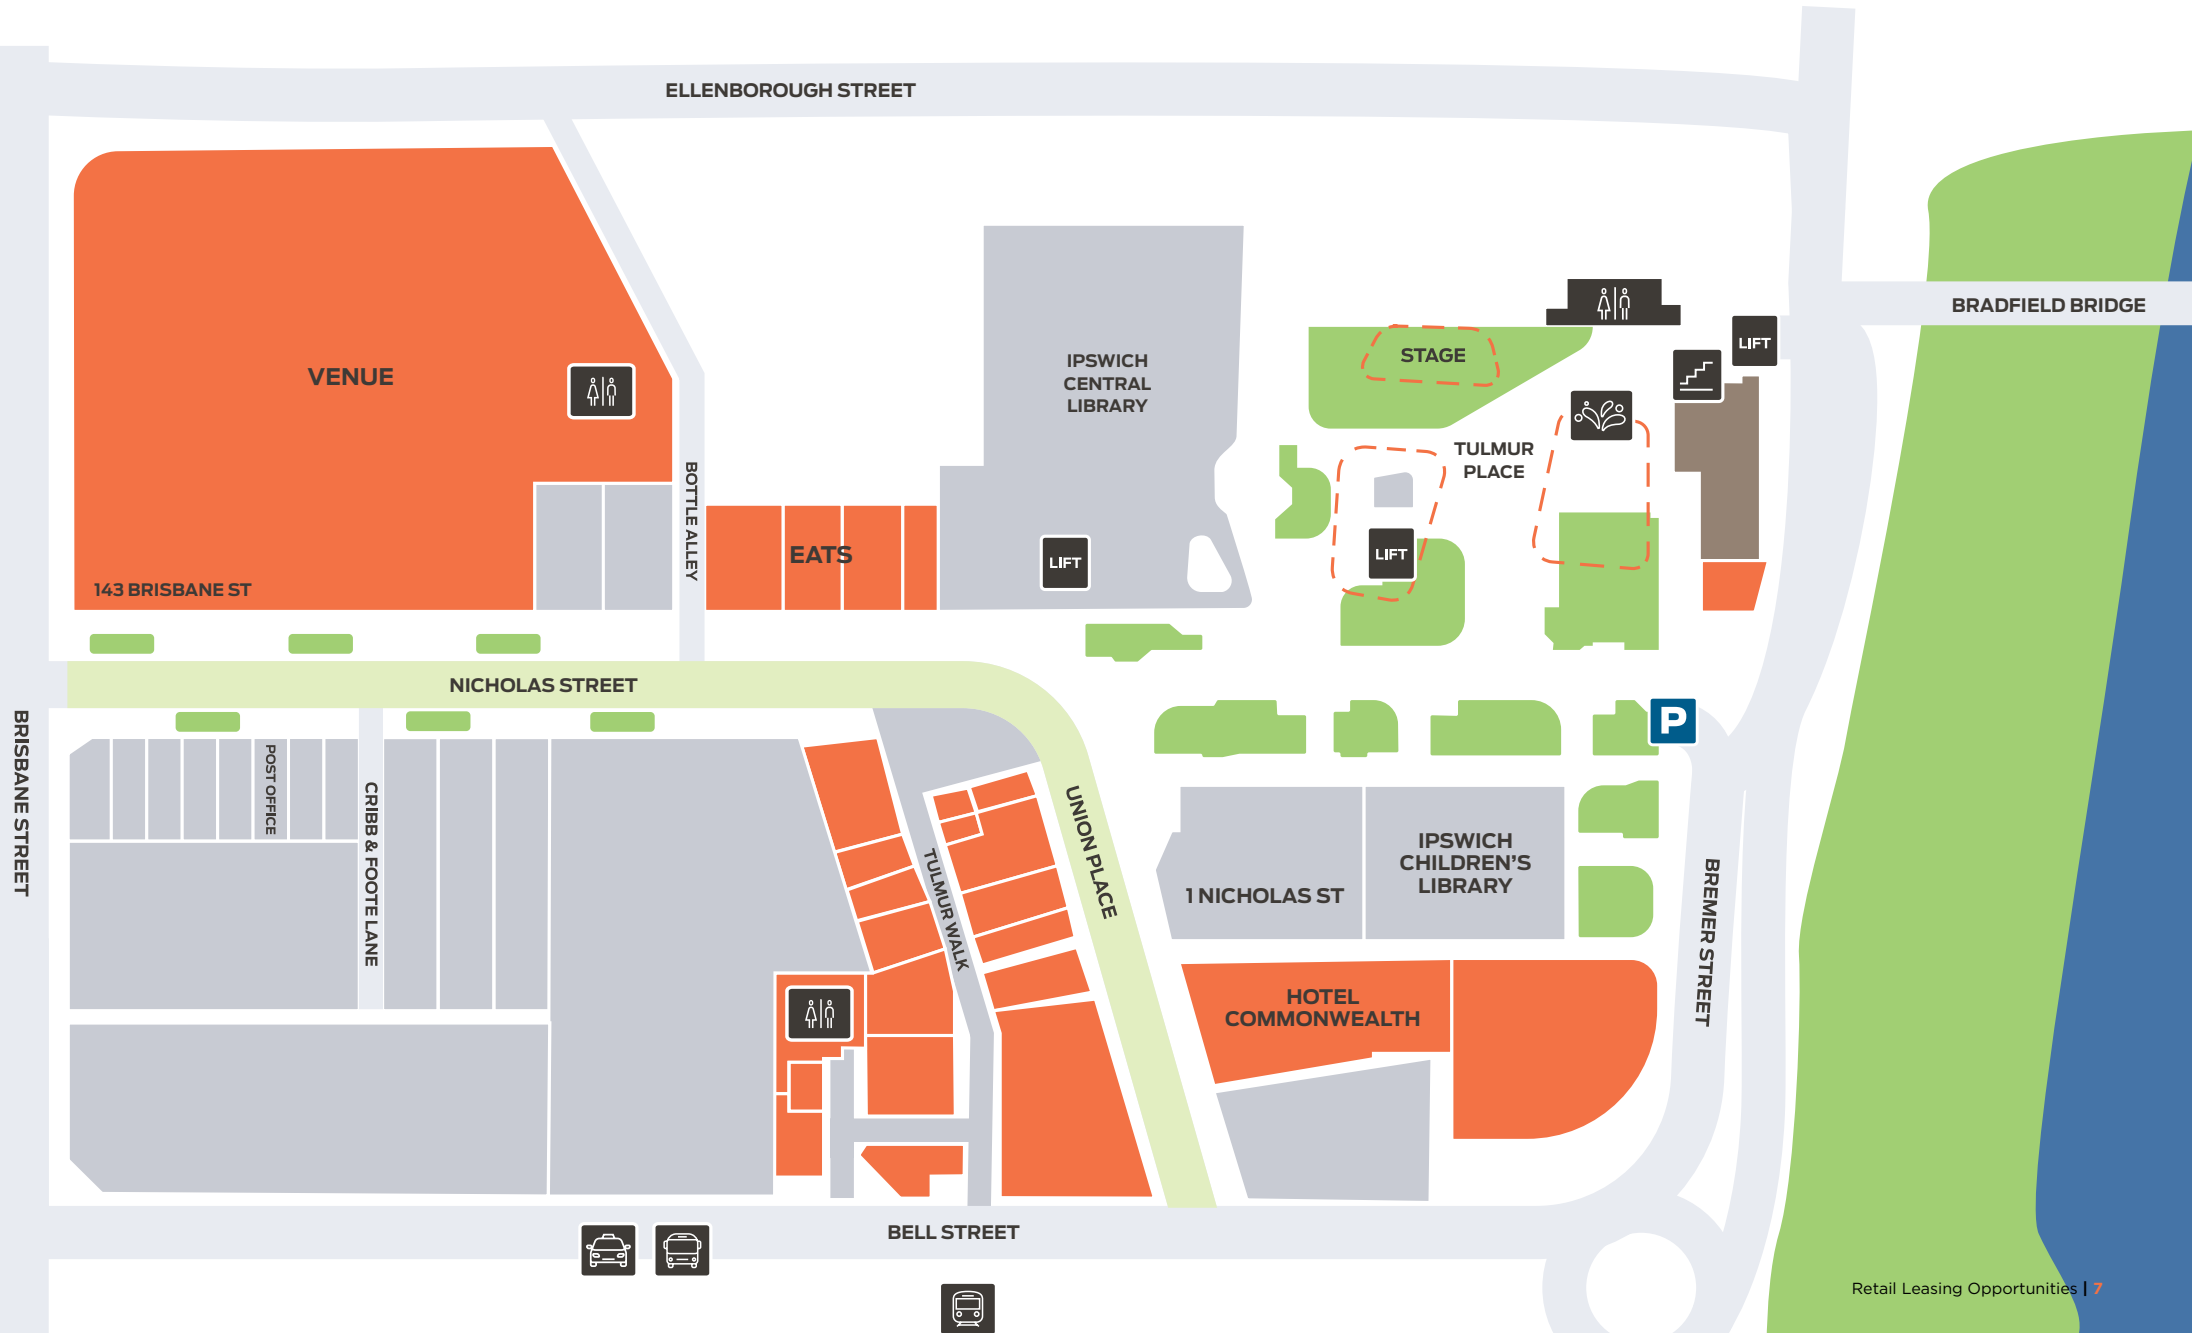 ELLENBOROUGH STREET
BRADFIELD BRIDGE
LIFT
STAGE
VENUE
IPSWICH
CENTRAL
LIBRARY
TULMUR
PLACE
BOTTLE ALLEY
EATS
LIFT
LIFT
143 BRISBANE ST
NICHOLAS STREET
P
BRISBANE STREET
POST OFFICE
CRIBB & FOOTE LANE
TULMUR WALK
UNION PLACE
1 NICHOLAS ST
IPSWICH
CHILDREN'S
LIBRARY
BREMER STREET
HOTEL
COMMONWEALTH
BELL STREET
Retail Leasing Opportunities | 7